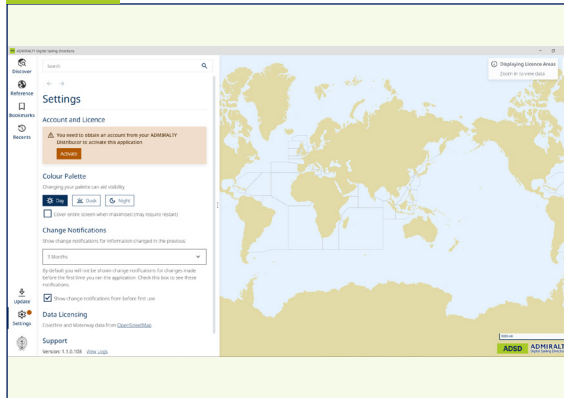 ADMIRALTY Digital Sailing Directions
Discover
Reference
Bookmarks
Recents
Update
Settings
Search
Settings
Account and Licence
You need to obtain an account from your ADMIRALTY
Distributor to activate this application
Activate
Colour Palette
Changing your palette can aid visibility
Day
Dusk
Night
Cover entire screen when maximised (may require restart)
Change Notifications
Show change notifications for information changed in the previous
3 Months
By default you will not be shown change notifications for changes made
before the first time you ran the application. Check this box to see these
notifications.
Show change notifications from before first use
Data Licensing
Coastline and Waterway data from OpenStreetMap
Support
Version: 1.1.0.108 View Logs
Displaying Licence Areas
Zoom in to view data
ADSD
ADMIRALT
Digital Sailing Direction